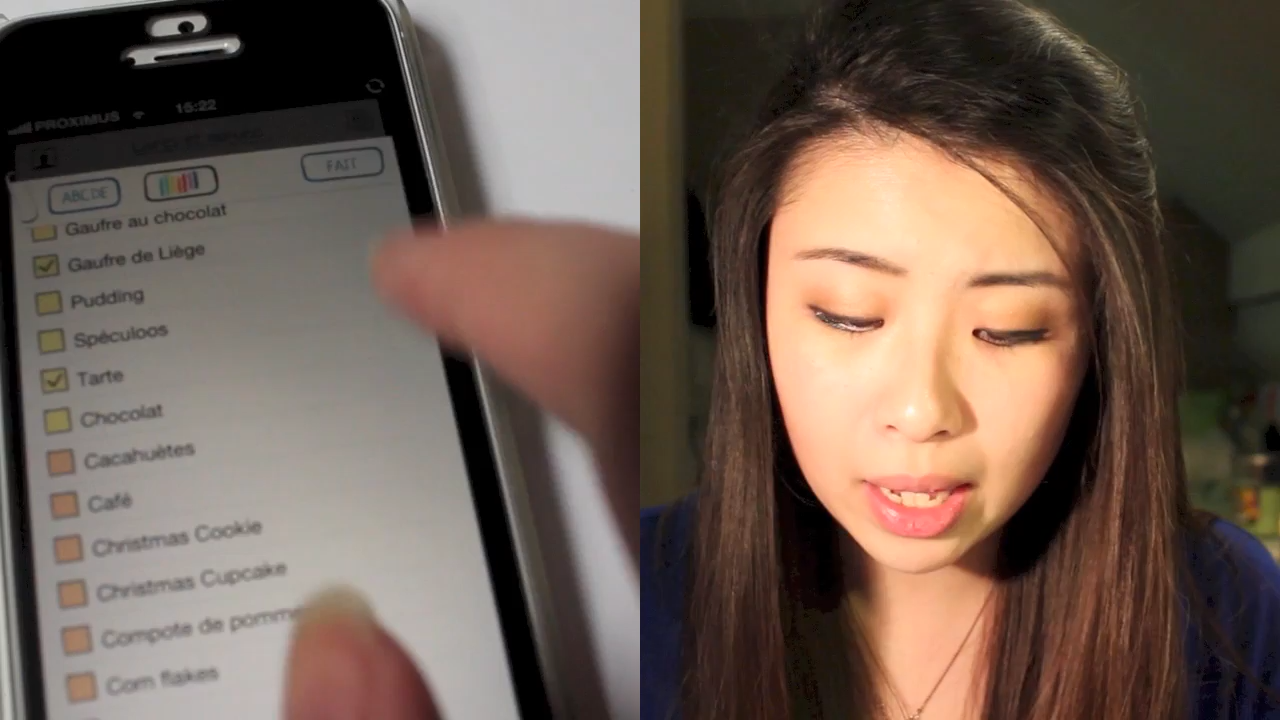 PROXIMUS 15:22
ABCDE FAIT
Gaufre au chocolat
Gaufre de Liège
Pudding
Spéculoos
Tarte
Chocolat
Cacahuètes
Café
Christmas Cookie
Christmas Cupcake
Compote de pomme
Corn flakes